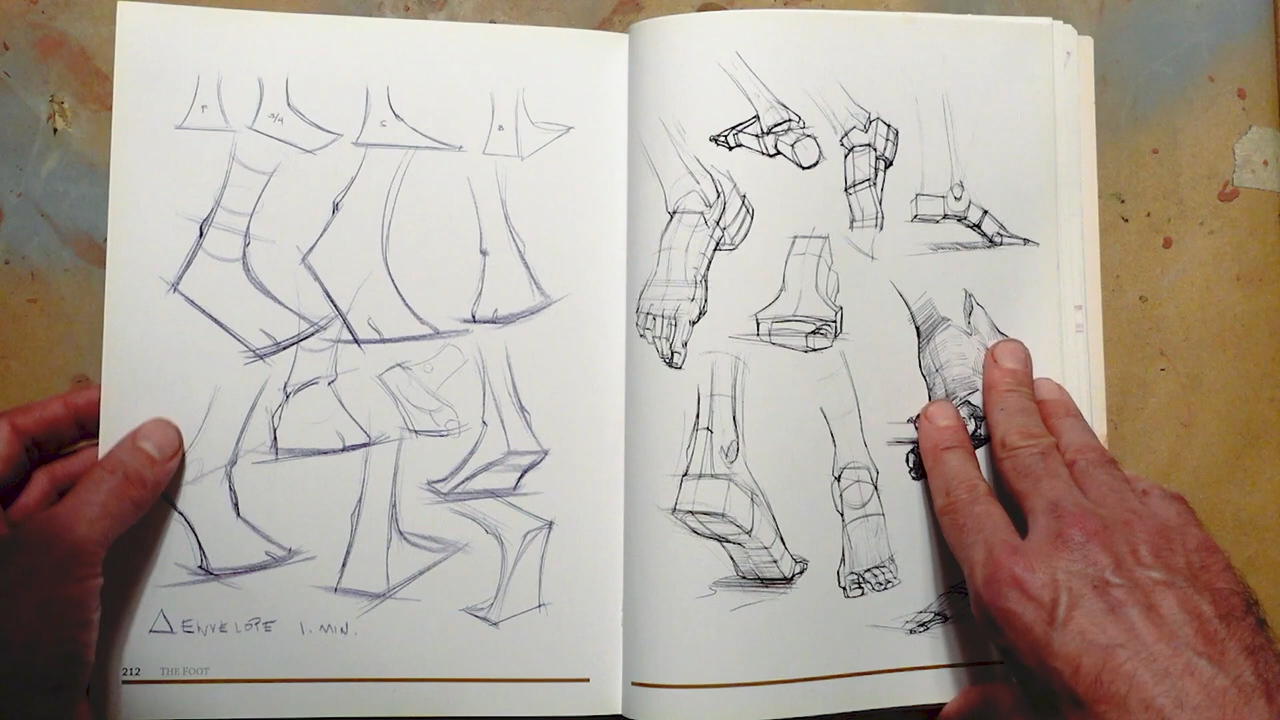 F 3/4 S B
△ ENVELOPE 1. MIN.
212 THE FOOT